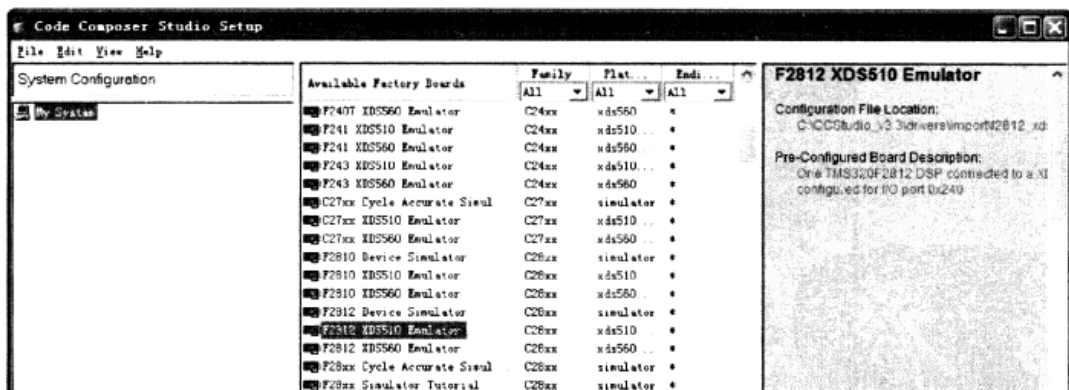 Code Composer Studio Setup
File Edit View Help
System Configuration
My System
Available Factory Boards Family Plat... Endi...
All All All
F2407 XDS560 Emulator C24xx xds560 *
F241 XDS510 Emulator C24xx xds510... *
F241 XDS560 Emulator C24xx xds560 *
F243 XDS510 Emulator C24xx xds510... *
F243 XDS560 Emulator C24xx xds560 *
C27xx Cycle Accurate Simul C27xx simulator *
C27xx XDS510 Emulator C27xx xds510... *
C27xx XDS560 Emulator C27xx xds560... *
F2810 Device Simulator C28xx simulator *
F2810 XDS510 Emulator C28xx xds510 *
F2810 XDS560 Emulator C28xx xds560... *
F2812 Device Simulator C28xx simulator *
F2812 XDS510 Emulator C28xx xds510 *
F2812 XDS560 Emulator C28xx xds560... *
F28xx Cycle Accurate Simul C28xx simulator *
F28xx Simulator Tutorial C28xx simulator *
F2812 XDS510 Emulator
Configuration File Location:
C:\CCStudio_v3.3\drivers\import\f2812_xd
Pre-Configured Board Description:
One TMS320F2812 DSP connected to a
configured for I/O port 0x240